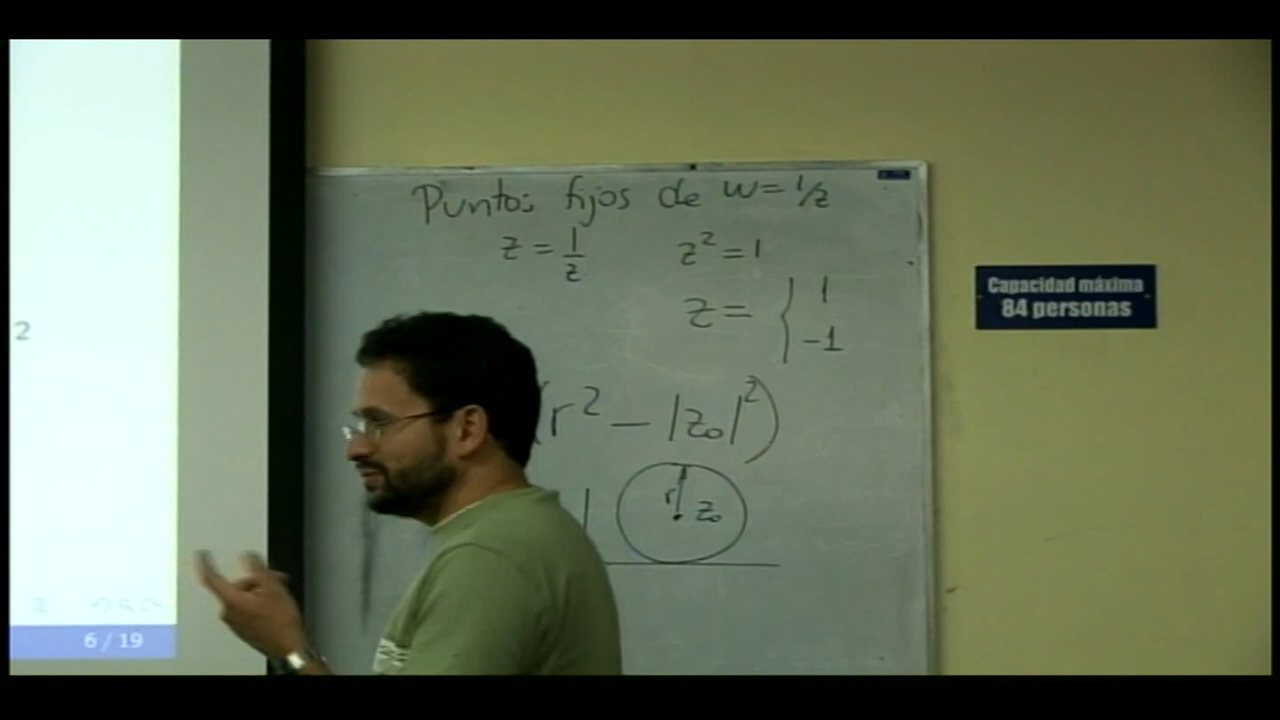 Puntos fijos de w = 1/z
z = 1/z z² = 1
z = { 1
-1
(r² - |z₀|²)
r z₀
Capacidad máxima
84 personas
2
6 / 19